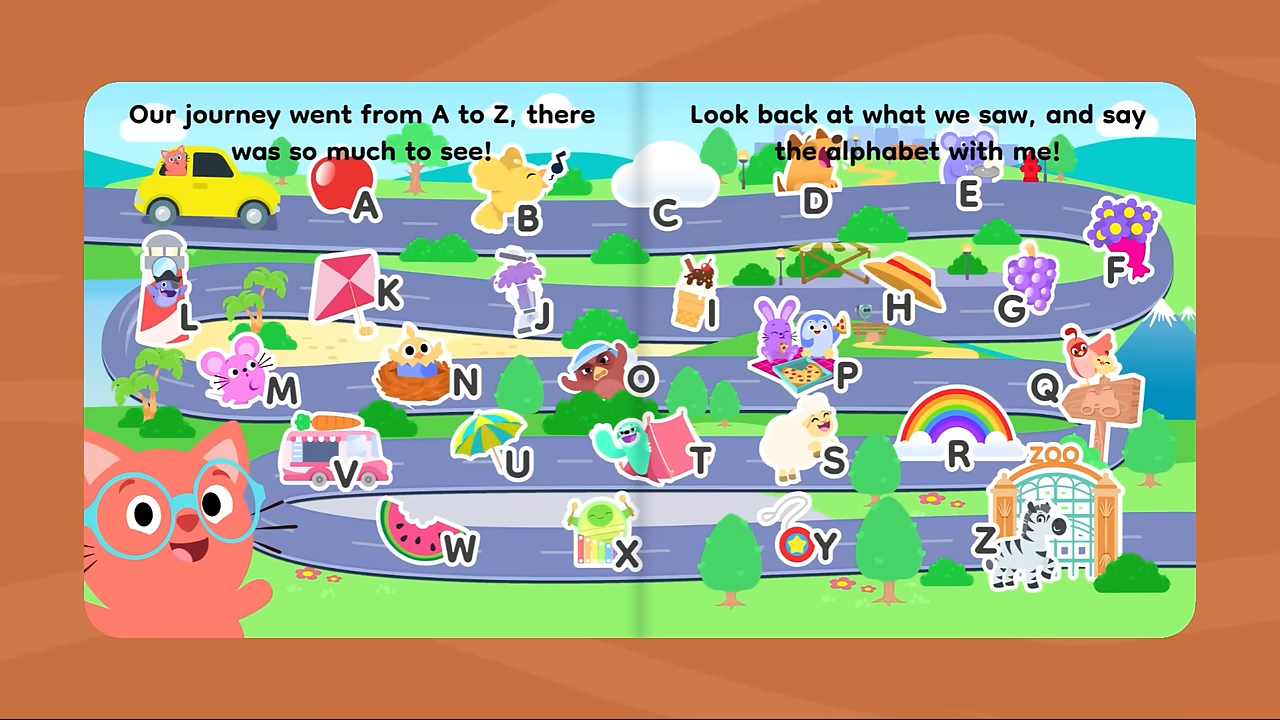 Our journey went from A to Z, there
was so much to see!
Look back at what we saw, and say
the alphabet with me!
A
B
C
D
E
F
G
H
I
J
K
L
M
N
O
P
Q
R
S
T
U
V
W
X
Y
ZOO
Z